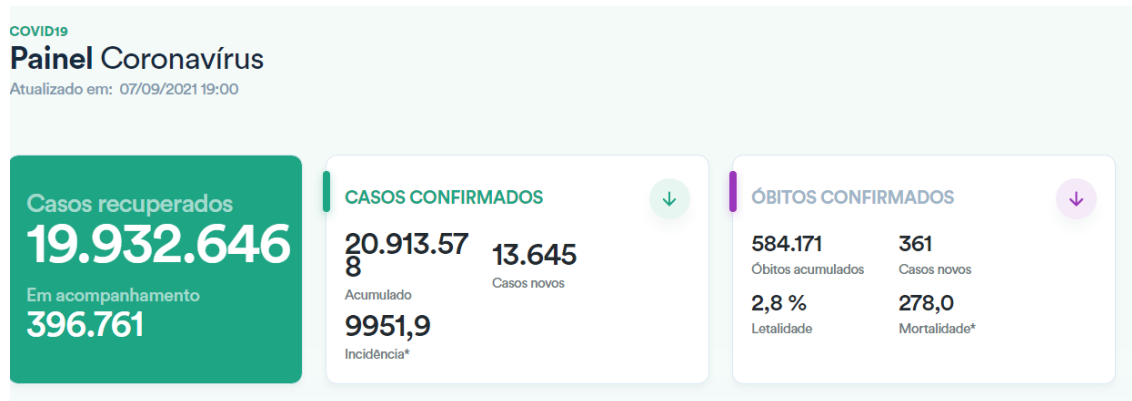 COVID19
Painel Coronavírus
Atualizado em: 07/09/2021 19:00
Casos recuperados
19.932.646
Em acompanhamento
396.761
CASOS CONFIRMADOS
20.913.57
8
Acumulado
13.645
Casos novos
9951,9
Incidência*
ÓBITOS CONFIRMADOS
584.171
Óbitos acumulados
361
Casos novos
2,8 %
Letalidade
278,0
Mortalidade*